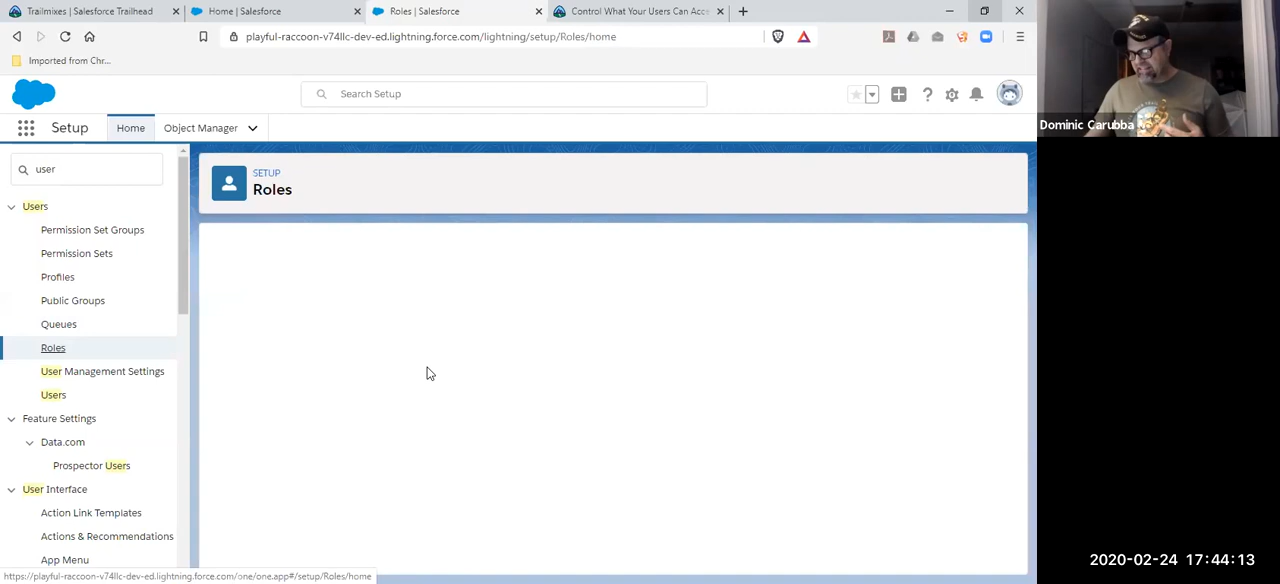 Trailmixes | Salesforce Trailhead
Home | Salesforce
Roles | Salesforce
Control What Your Users Can Acce
playful-raccoon-v74llc-dev-ed.lightning.force.com/lightning/setup/Roles/home
Imported from Chr...
Search Setup
Setup
Home
Object Manager
user
Users
Permission Set Groups
Permission Sets
Profiles
Public Groups
Queues
Roles
User Management Settings
Users
Feature Settings
Data.com
Prospector Users
User Interface
Action Link Templates
Actions & Recommendations
App Menu
SETUP
Roles
Dominic Carubba
2020-02-24 17:44:13
https://playful-raccoon-v74llc-dev-ed.lightning.force.com/one/one.app#/setup/Roles/home